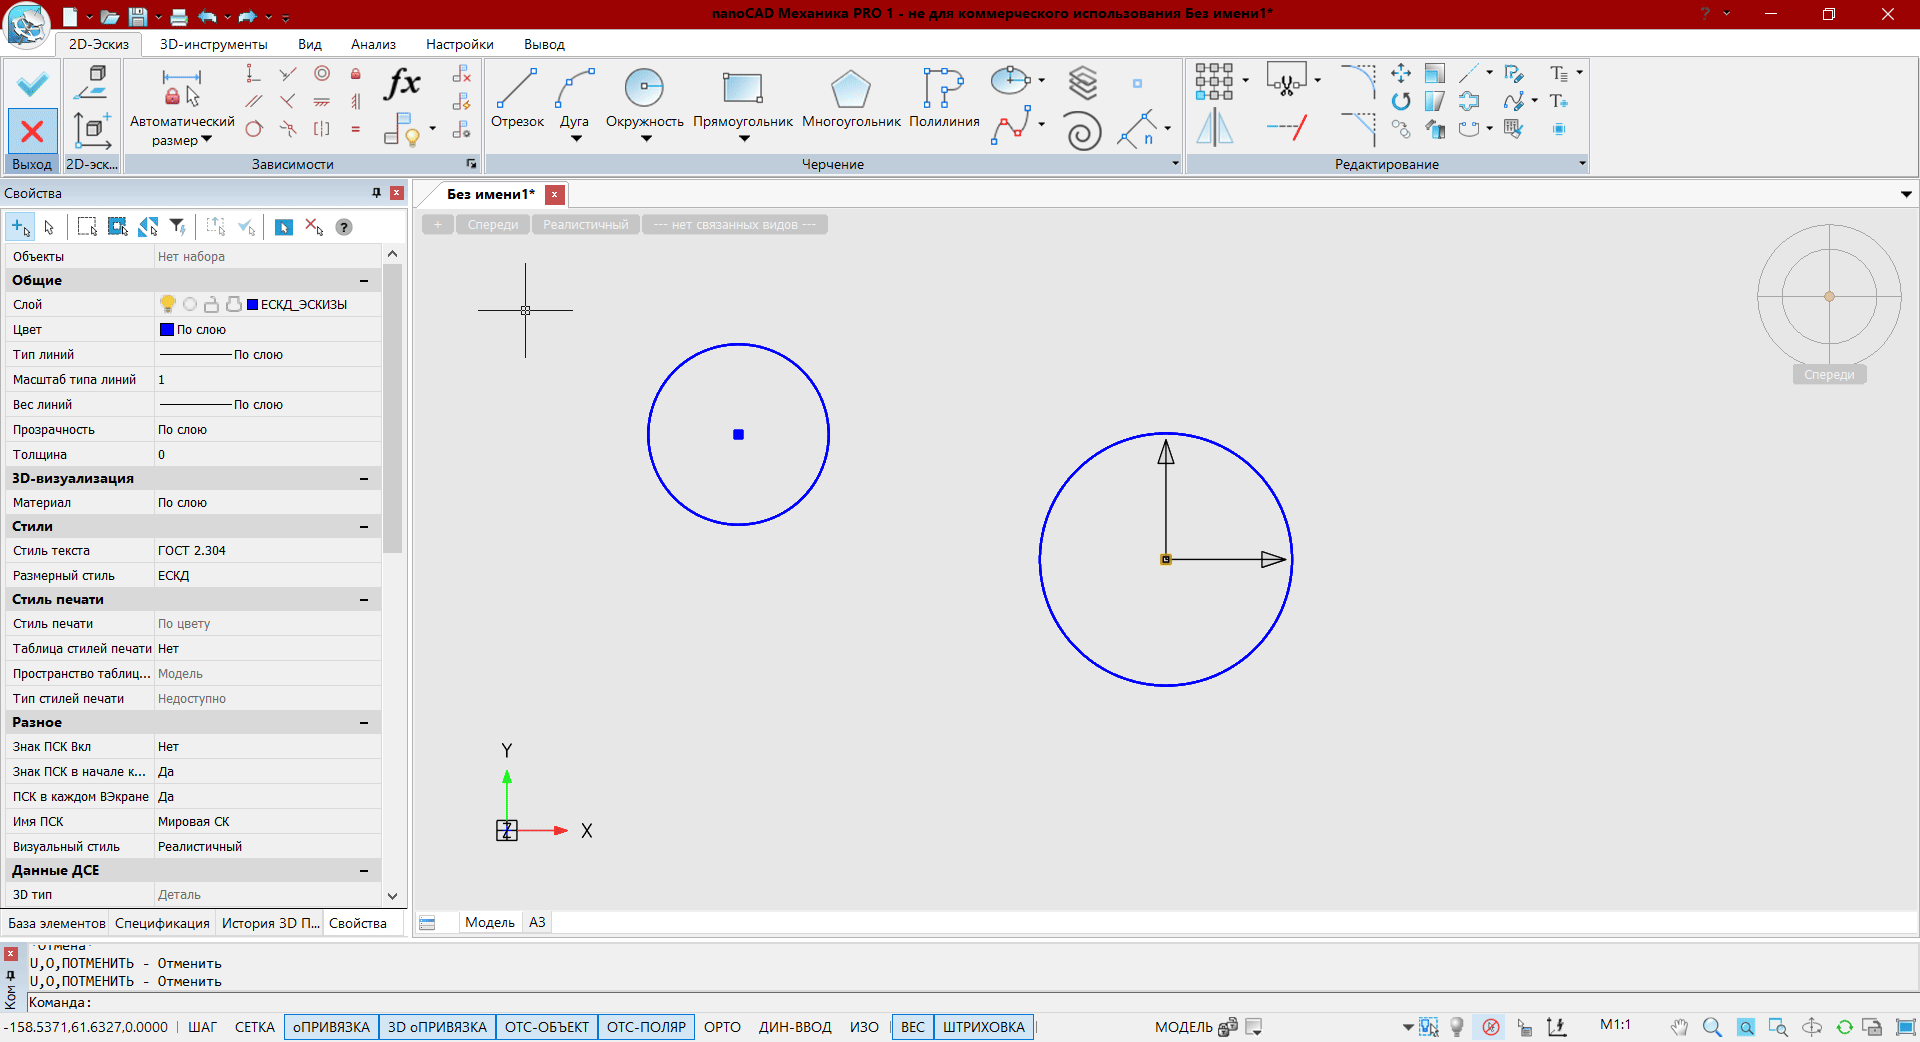 nanoCAD Механика PRO 1 - не для коммерческого использования Без имени1*
2D-Эскиз 3D-инструменты Вид Анализ Настройки Вывод
Автоматический размер
fx
Отрезок Дуга Окружность Прямоугольник Многоугольник Полилиния
Выход 2D-эск... Зависимости Черчение Редактирование
Свойства
Без имени1*
+ Спереди Реалистичный --- нет связанных видов ---
Объекты Нет набора
Общие
Слой ЕСКД_ЭСКИЗЫ
Цвет По слою
Тип линий По слою
Масштаб типа линий 1
Вес линий По слою
Прозрачность По слою
Толщина 0
3D-визуализация
Материал По слою
Стили
Стиль текста ГОСТ 2.304
Размерный стиль ЕСКД
Стиль печати
Стиль печати По цвету
Таблица стилей печати Нет
Пространство таблиц... Модель
Тип стилей печати Недоступно
Разное
Знак ПСК Вкл Нет
Знак ПСК в начале к... Да
ПСК в каждом ВЭкране Да
Имя ПСК Мировая СК
Визуальный стиль Реалистичный
Данные ДСЕ
3D тип Деталь
Спереди
Y
Z X
База элементов Спецификация История 3D П... Свойства
Модель А3
*Отмена*
U,О,ПОТМЕНИТЬ - Отменить
U,О,ПОТМЕНИТЬ - Отменить
Команда:
Ком
-158.5371,61.6327,0.0000 ШАГ СЕТКА оПРИВЯЗКА 3D оПРИВЯЗКА ОТС-ОБЪЕКТ ОТС-ПОЛЯР ОРТО ДИН-ВВОД ИЗО ВЕС ШТРИХОВКА МОДЕЛЬ М1:1